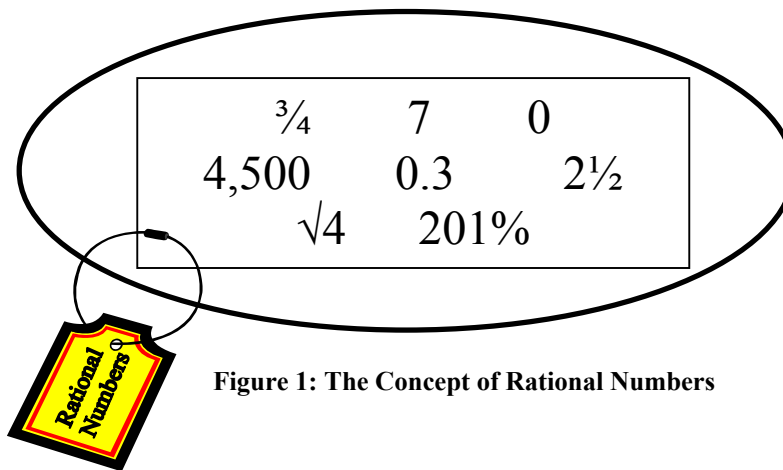 ¾ 7 0
4,500 0.3 2½
√4 201%
Rational
Numbers
Figure 1: The Concept of Rational Numbers